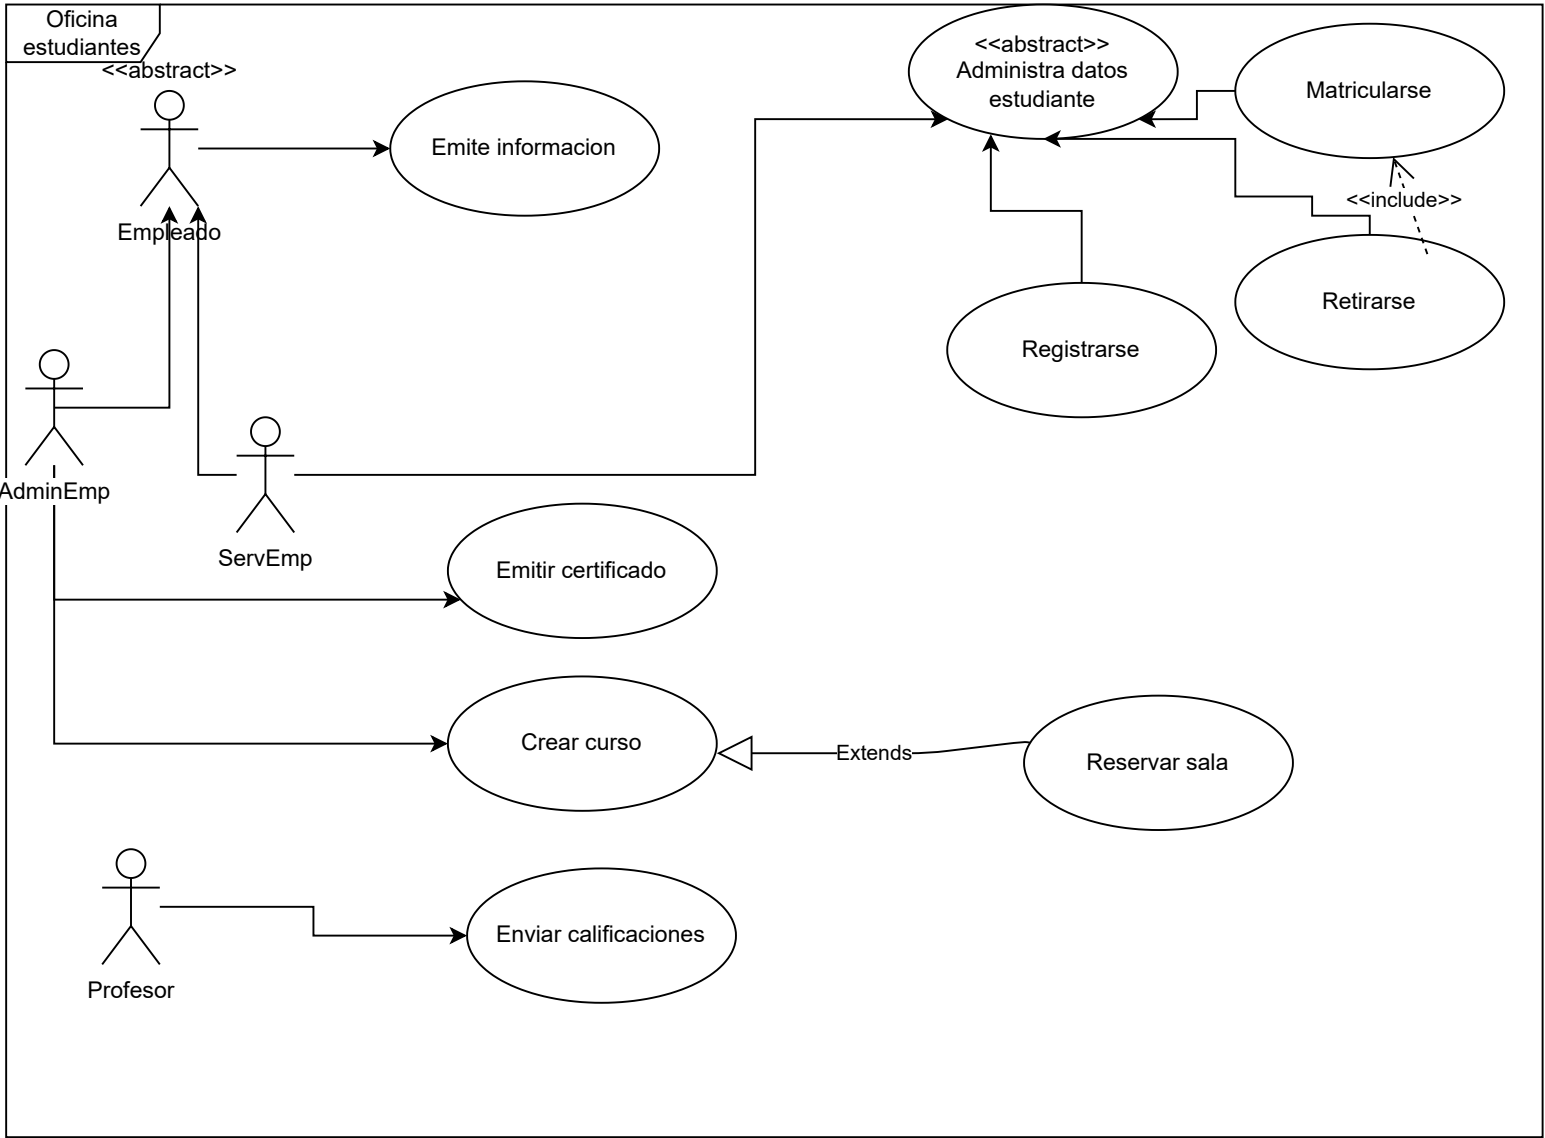 Oficina
estudiantes
<<abstract>>
Empleado
Emite informacion
<<abstract>>
Administra datos
estudiante
Matricularse
<<include>>
Retirarse
Registrarse
AdminEmp
ServEmp
Emitir certificado
Crear curso
Extends
Reservar sala
Profesor
Enviar calificaciones